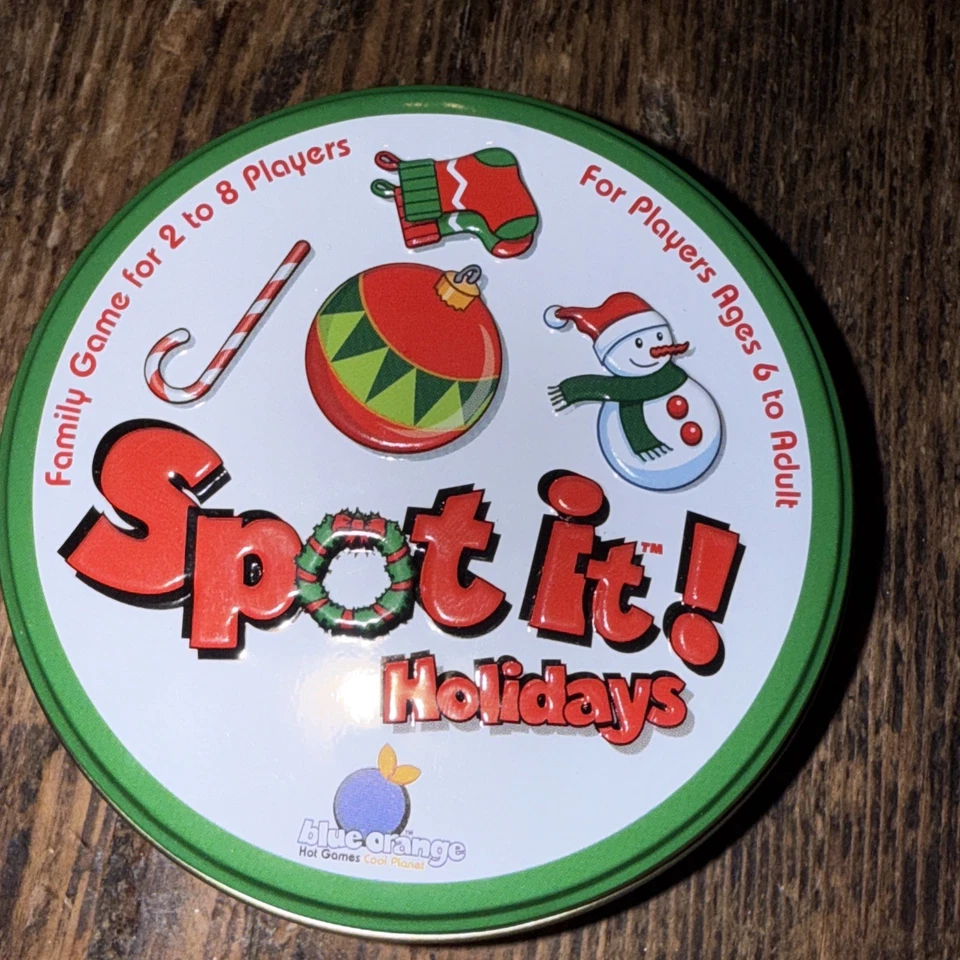 Family Game for 2 to 8 Players
For Players Ages 6 to Adult
Spot it!™
Holidays
blue orange™
Hot Games Cool Planet